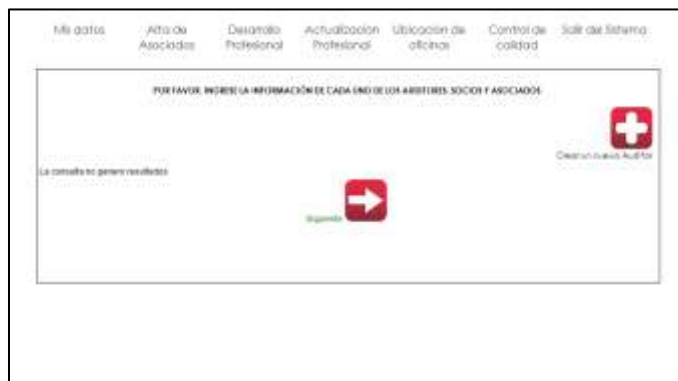 Mis datos
Alta de
Asociados
Desarrollo
Profesional
Actualización
Profesional
Ubicación de
oficinas
Control de
calidad
Salir del Sistema
POR FAVOR, INGRESE LA INFORMACIÓN DE CADA UNO DE LOS AUDITORES, SOCIOS Y ASOCIADOS
Crear un nuevo Auditor
La consulta no genero resultados
Siguiente